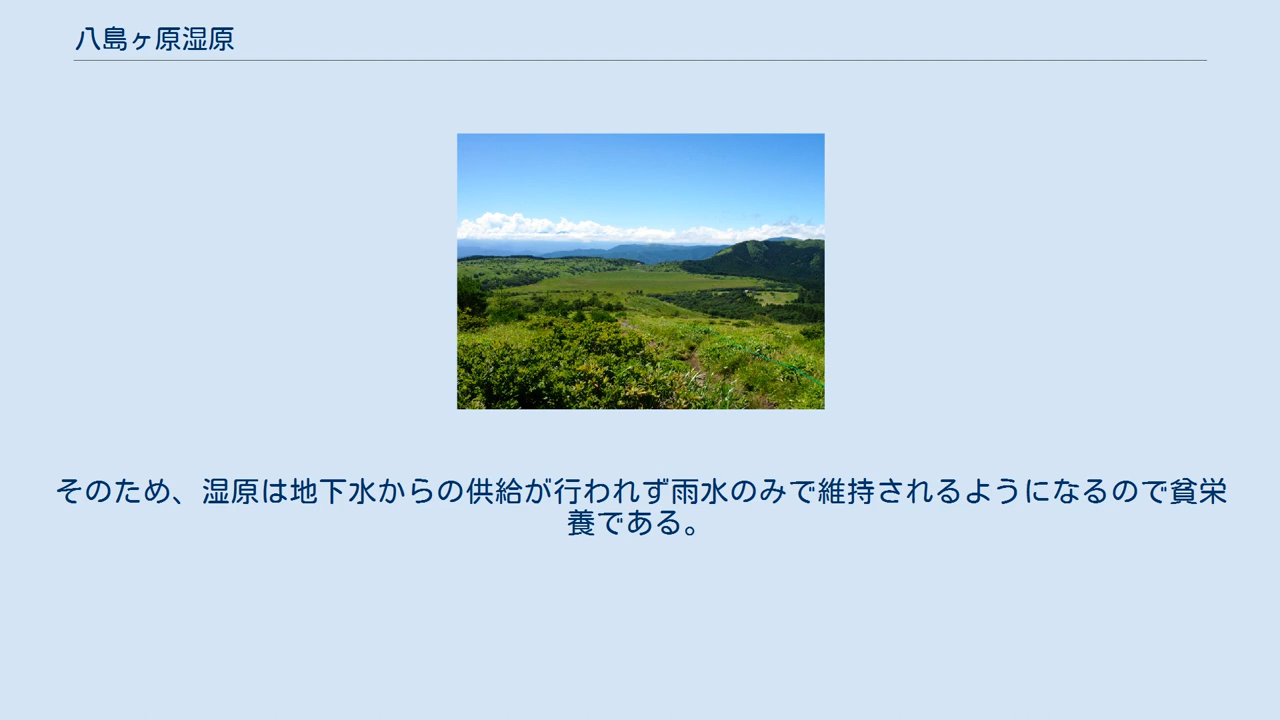 八島ヶ原湿原
そのため、湿原は地下水からの供給が行われず雨水のみで維持されるようになるので貧栄
養である。